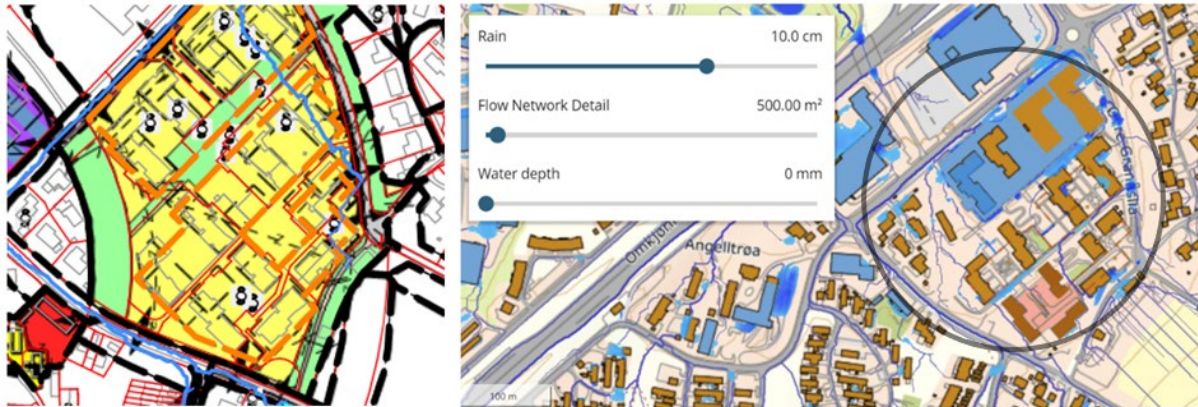 Rain 10.0 cm
Flow Network Detail 500.00 m²
Water depth 0 mm
Angelltrøa
100 m